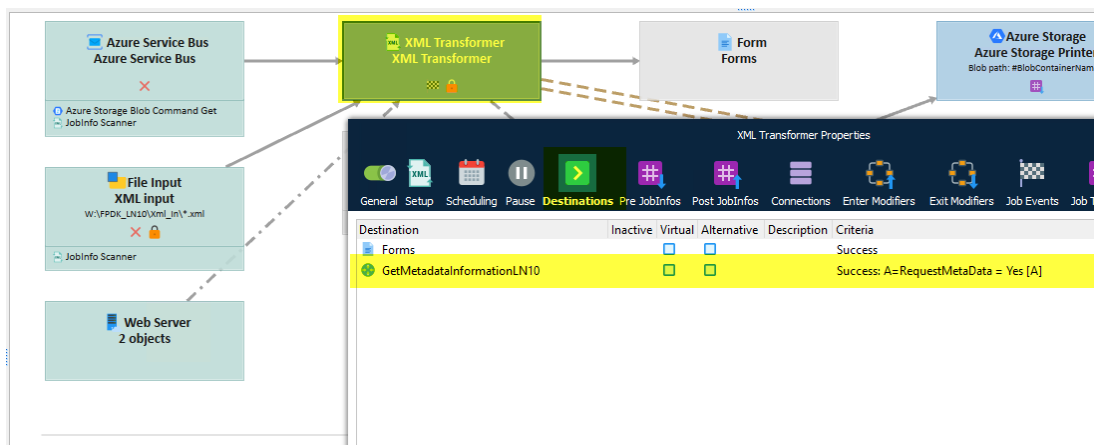 Azure Service Bus
Azure Service Bus
Azure Storage Blob Command Get
JobInfo Scanner
XML Transformer
XML Transformer
Form
Forms
Azure Storage
Azure Storage Printer
Blob path: #BlobContainerNam
File Input
XML input
W:\FPDK_LN10\Xml_In\*.xml
JobInfo Scanner
Web Server
2 objects
XML Transformer Properties
General Setup Scheduling Pause Destinations Pre JobInfos Post JobInfos Connections Enter Modifiers Exit Modifiers Job Events Job T
Destination Inactive Virtual Alternative Description Criteria
Forms Success
GetMetadataInformationLN10 Success: A=RequestMetaData = Yes [A]